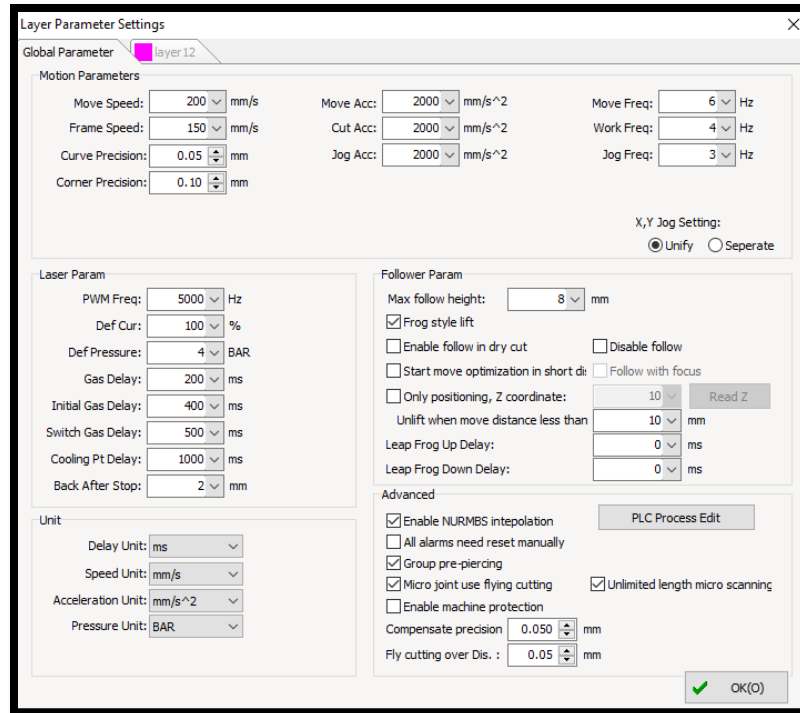 Layer Parameter Settings
Global Parameter layer12
Motion Parameters
Move Speed: 200 mm/s Move Acc: 2000 mm/s^2 Move Freq: 6 Hz
Frame Speed: 150 mm/s Cut Acc: 2000 mm/s^2 Work Freq: 4 Hz
Curve Precision: 0.05 mm Jog Acc: 2000 mm/s^2 Jog Freq: 3 Hz
Corner Precision: 0.10 mm
X,Y Jog Setting:
Unify Seperate
Laser Param
PWM Freq: 5000 Hz
Def Cur: 100 %
Def Pressure: 4 BAR
Gas Delay: 200 ms
Initial Gas Delay: 400 ms
Switch Gas Delay: 500 ms
Cooling Pt Delay: 1000 ms
Back After Stop: 2 mm
Unit
Delay Unit: ms
Speed Unit: mm/s
Acceleration Unit: mm/s^2
Pressure Unit: BAR
Follower Param
Max follow height: 8 mm
Frog style lift
Enable follow in dry cut Disable follow
Start move optimization in short di Follow with focus
Only positioning, Z coordinate: 10 Read Z
Unlift when move distance less than 10 mm
Leap Frog Up Delay: 0 ms
Leap Frog Down Delay: 0 ms
Advanced
Enable NURMBS intepolation PLC Process Edit
All alarms need reset manually
Group pre-piercing
Micro joint use flying cutting Unlimited length micro scanning
Enable machine protection
Compensate precision 0.050 mm
Fly cutting over Dis. : 0.05 mm
OK(O)